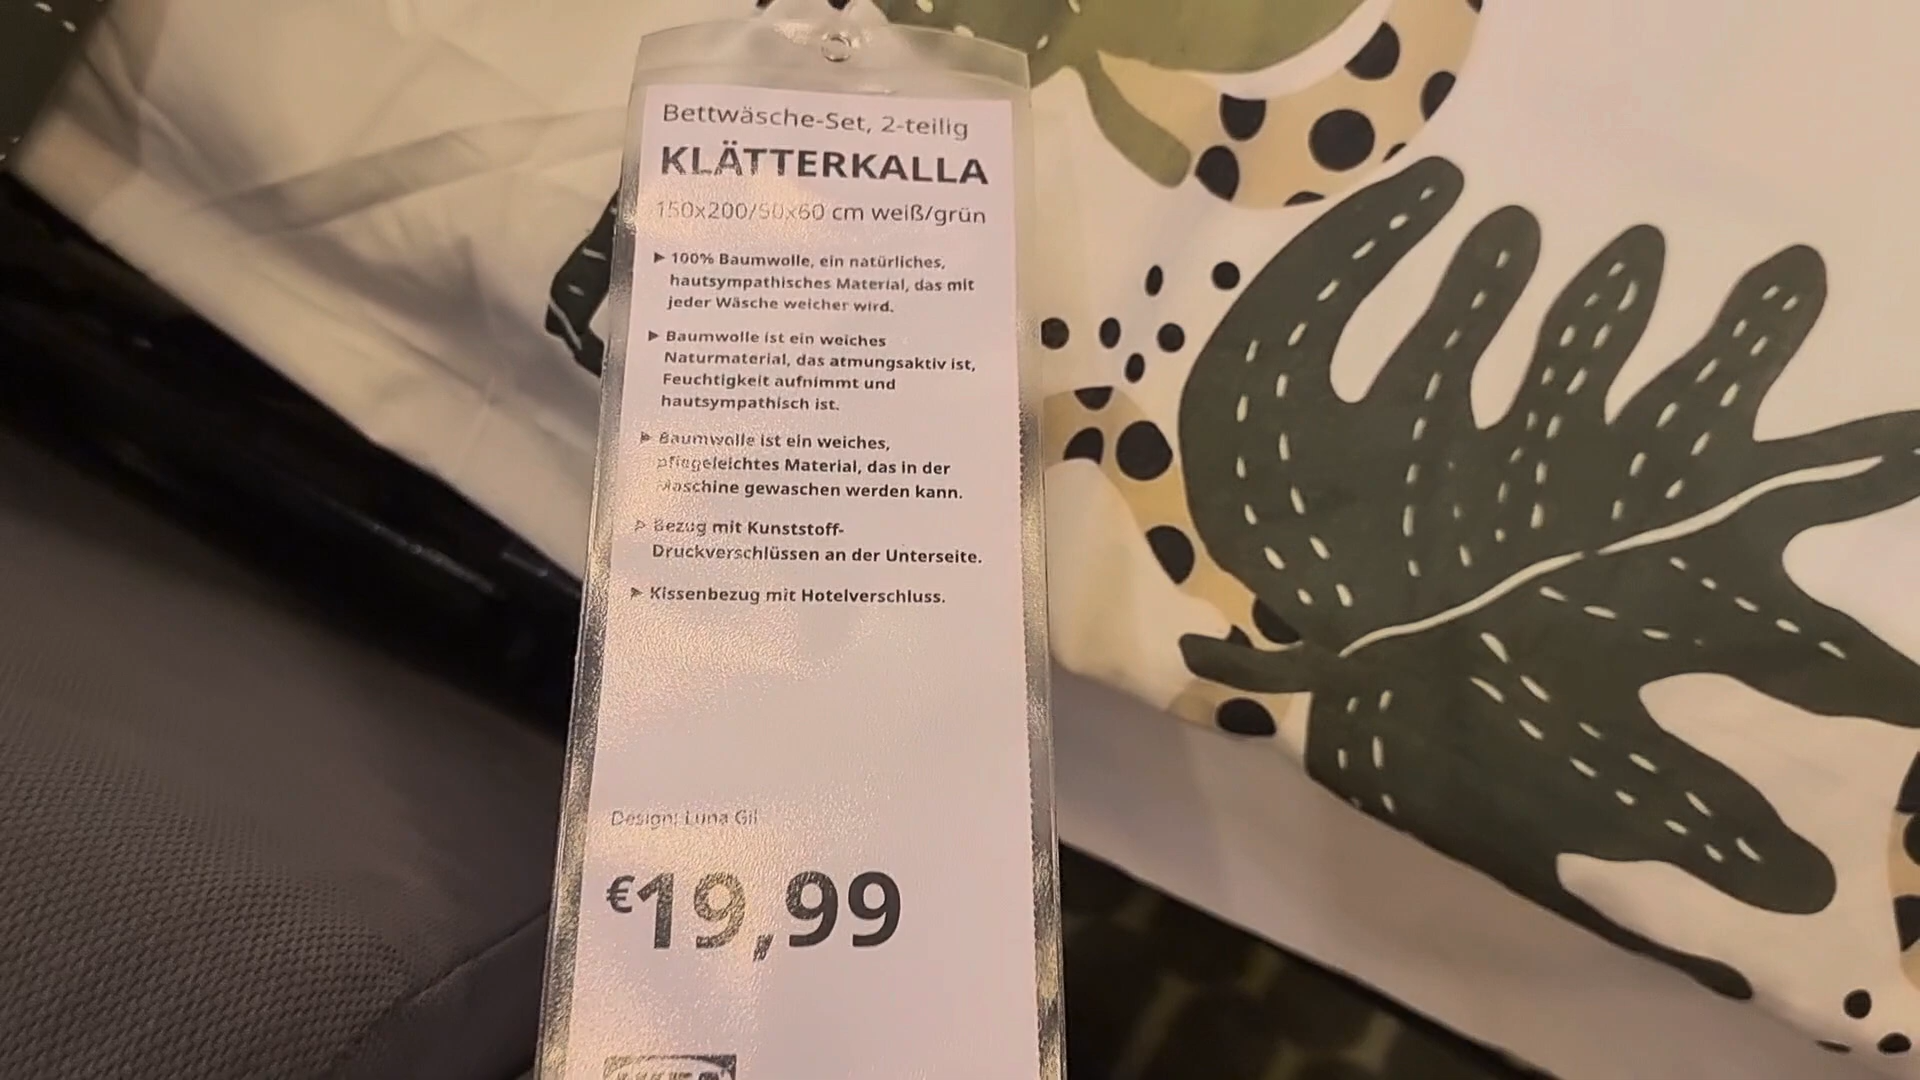 Bettwäsche-Set, 2-teilig
KLÄTTERKALLA
150x200/50x60 cm weiß/grün
▶ 100% Baumwolle, ein natürliches,
hautsympathisches Material, das mit
jeder Wäsche weicher wird.
▶ Baumwolle ist ein weiches
Naturmaterial, das atmungsaktiv ist,
Feuchtigkeit aufnimmt und
hautsympathisch ist.
▶ Baumwolle ist ein weiches,
pflegeleichtes Material, das in der
Maschine gewaschen werden kann.
▶ Bezug mit Kunststoff-
Druckverschlüssen an der Unterseite.
▶ Kissenbezug mit Hotelverschluss.
Design: Luna Gil
€19,99